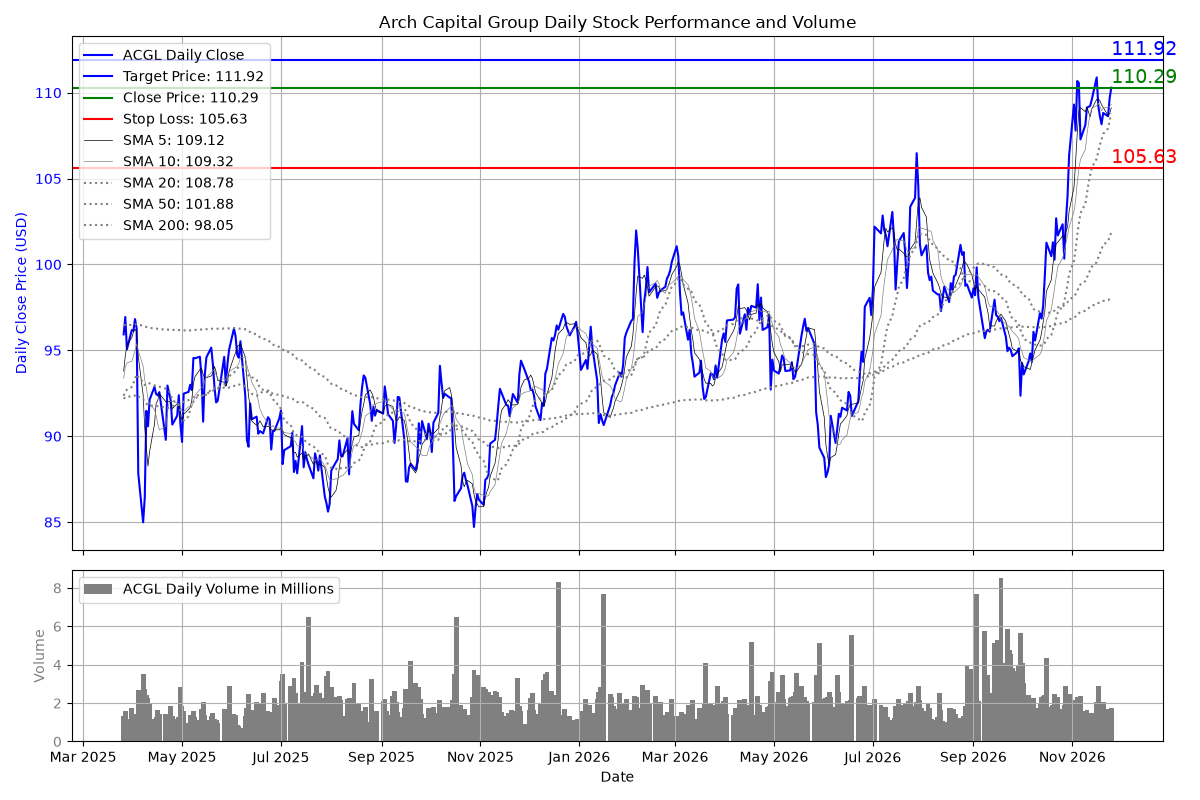 Arch Capital Group Daily Stock Performance and Volume
ACGL Daily Close
Target Price: 111.92
Close Price: 110.29
Stop Loss: 105.63
SMA 5: 109.12
SMA 10: 109.32
SMA 20: 108.78
SMA 50: 101.88
SMA 200: 98.05
111.92
110.29
105.63
110
105
100
95
90
85
Daily Close Price (USD)
ACGL Daily Volume in Millions
8
6
4
2
0
Volume
Mar 2025
May 2025
Jul 2025
Sep 2025
Nov 2025
Jan 2026
Mar 2026
May 2026
Jul 2026
Sep 2026
Nov 2026
Date